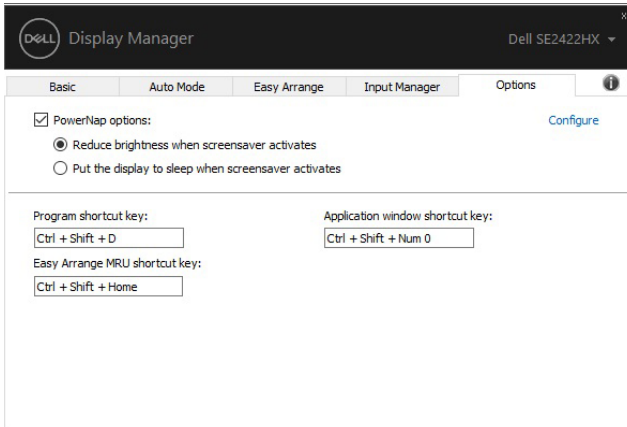 DELL Display Manager
Dell SE2422HX
Basic
Auto Mode
Easy Arrange
Input Manager
Options
PowerNap options:
Configure
Reduce brightness when screensaver activates
Put the display to sleep when screensaver activates
Program shortcut key:
Ctrl + Shift + D
Application window shortcut key:
Ctrl + Shift + Num 0
Easy Arrange MRU shortcut key:
Ctrl + Shift + Home